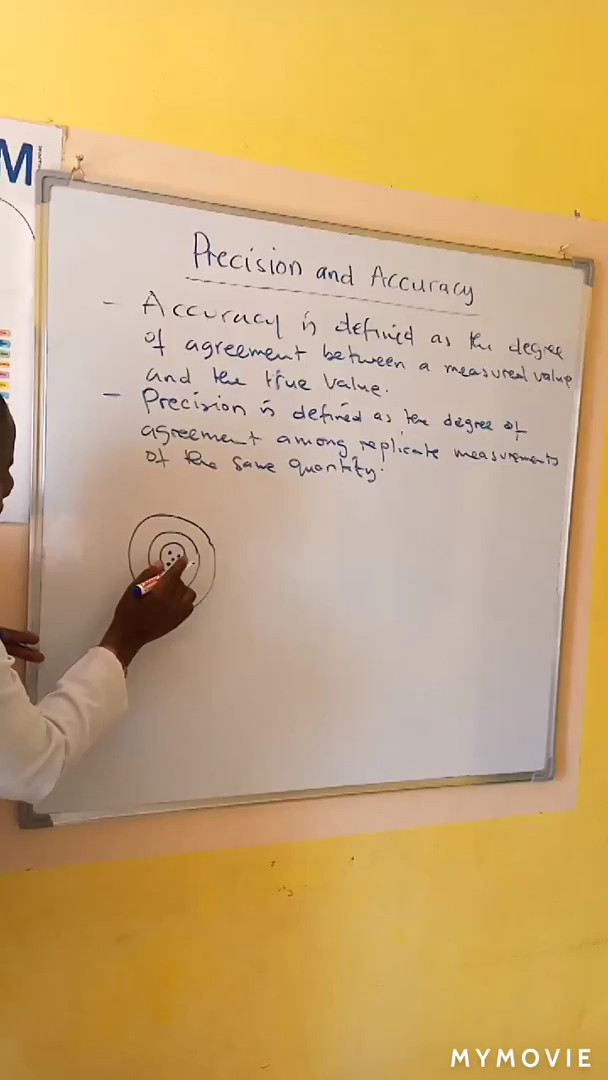 M
Precision and Accuracy
- Accuracy is defined as the degree
of agreement between a measured value
and the true value.
- Precision is defined as the degree of
agreement among replicate measurements
of the same quantity.
MYMOVIE